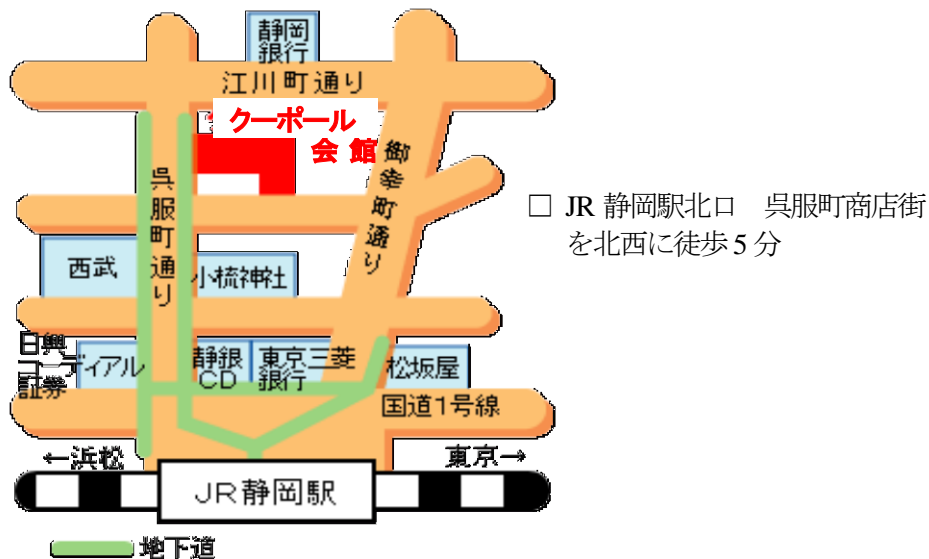 静岡
銀行
江川町通り
クーポール
会館
御幸町通り
呉服町通り
□ JR 静岡駅北口　呉服町商店街
を北西に徒歩5分
西武
小梳神社
日興
コーディアル
証券
静銀
CD
東京三菱
銀行
松坂屋
国道1号線
←浜松
東京→
JR静岡駅
地下道